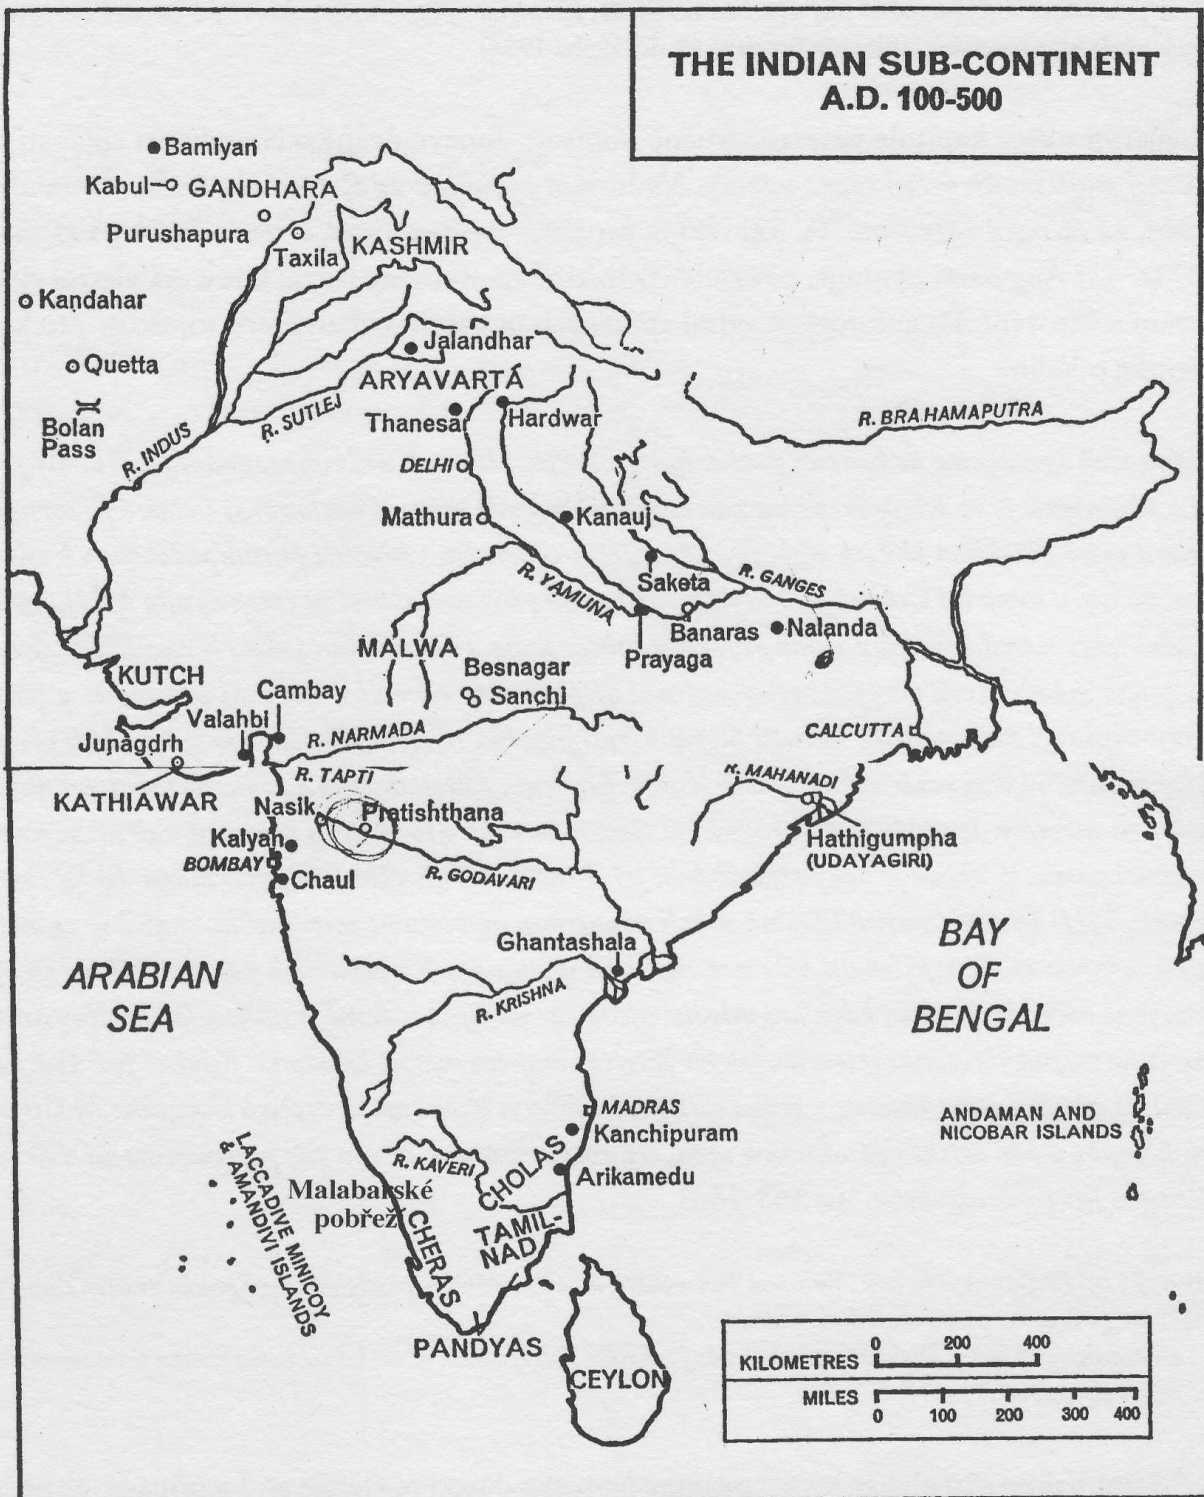 THE INDIAN SUB-CONTINENT
A.D. 100-500
Bamiyan
Kabul
GANDHARA
Purushapura
Taxila
KASHMIR
Kandahar
Jalandhar
Quetta
ARYAVARTÁ
R. SUTLEJ
Thanesa
Hardwar
R. BRAHAMAPUTRA
Bolan
Pass
R. INDUS
DELHI
Mathura
Kanauj
R. YAMUNA
Saketa
R. GANGES
Banaras
Nalanda
Prayaga
MALWA
Besnagar
Sanchi
KUTCH
Cambay
Valahbi
Junagdrh
R. NARMADA
CALCUTTA
R. TAPTI
R. MAHANADI
KATHIAWAR
Nasik
Pratishthana
Kalyan
BOMBAY
Chaul
R. GODAVARI
Hathigumpha
(UDAYAGIRI)
Ghantashala
R. KRISHNA
ARABIAN
SEA
BAY
OF
BENGAL
MADRAS
Kanchipuram
ANDAMAN AND
NICOBAR ISLANDS
R. KAVERI
CHOLAS
Arikamedu
LACCADIVE MINICOY
& AMANDIVI ISLANDS
Malabarské
pobřeží
CHERAS
TAMIL-
NAD
PANDYAS
CEYLON
KILOMETRES 0 200 400
MILES 0 100 200 300 400